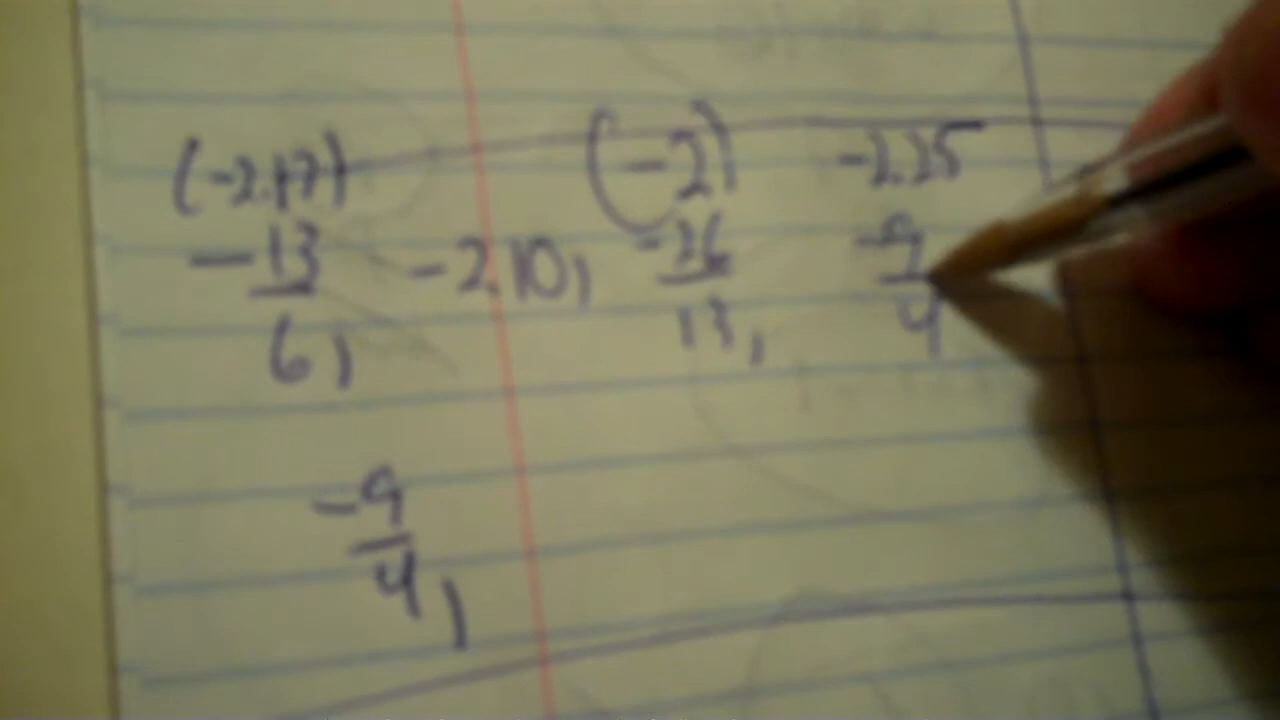 (-2.17) (-2) -2.25
-13/6, -2.10, -26/13, -9/4
-9/4,